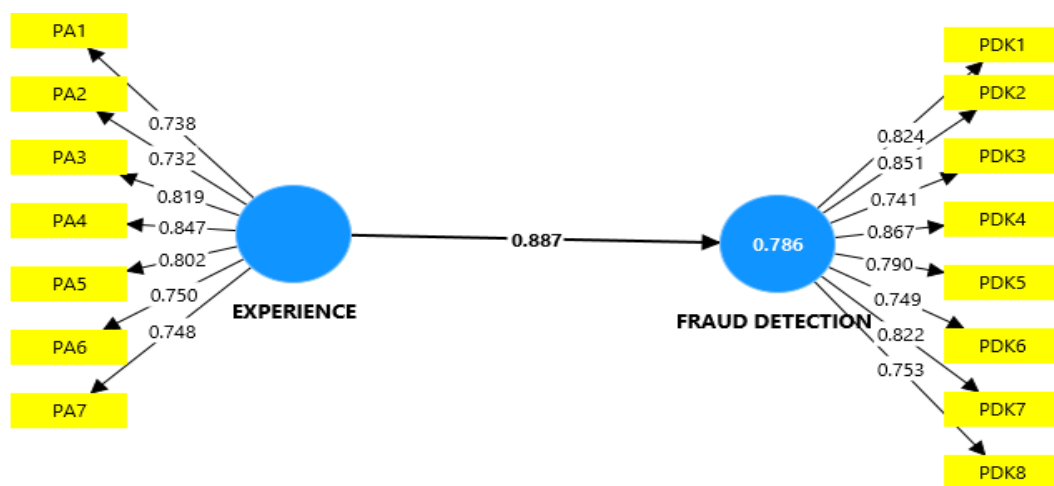 PA1
PA2
PA3
PA4
PA5
PA6
PA7
0.738
0.732
0.819
0.847
0.802
0.750
0.748
EXPERIENCE
0.887
0.786
FRAUD DETECTION
0.824
0.851
0.741
0.867
0.790
0.749
0.822
0.753
PDK1
PDK2
PDK3
PDK4
PDK5
PDK6
PDK7
PDK8